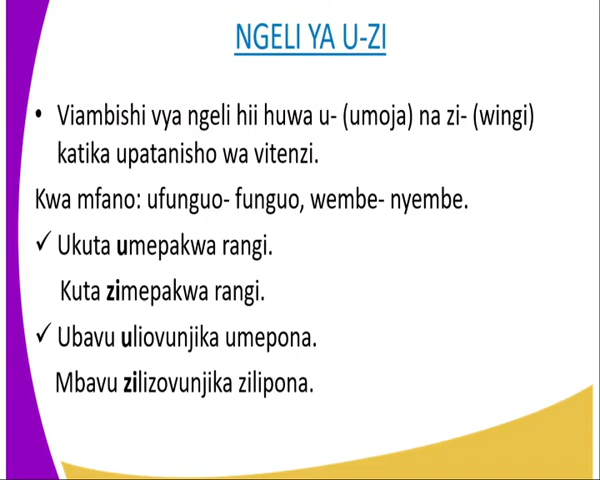 NGELI YA U-ZI
• Viambishi vya ngeli hii huwa u- (umoja) na zi- (wingi)
katika upatanisho wa vitenzi.
Kwa mfano: ufunguo- funguo, wembe- nyembe.
✓ Ukuta umepakwa rangi.
Kuta zimepakwa rangi.
✓ Ubavu uliovunjika umepona.
Mbavu zilizovunjika zilipona.